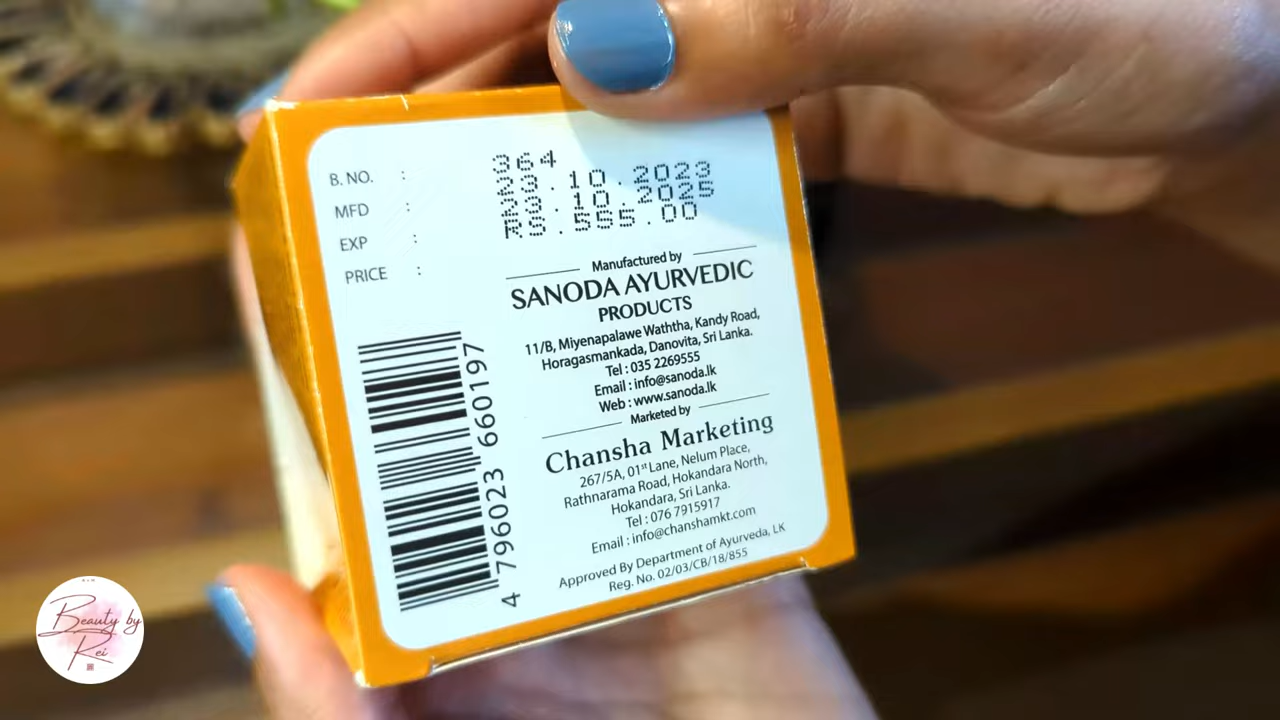 B. NO. : 364
MFD : 23.10.2023
EXP : 23.10.2025
PRICE : RS.555.00
Manufactured by
SANODA AYURVEDIC
PRODUCTS
11/B, Miyenapalawe Waththa, Kandy Road,
Horagasmankada, Danovita, Sri Lanka.
Tel : 035 2269555
Email : info@sanoda.lk
Web : www.sanoda.lk
Marketed by
Chansha Marketing
267/5A, 01st Lane, Nelum Place,
Rathnarama Road, Hokandara North,
Hokandara, Sri Lanka.
Tel : 076 7915917
Email : info@chanshamkt.com
Approved By Department of Ayurveda, LK
Reg. No. 02/03/CB/18/855
4 796023 660197
Beauty by
Rei